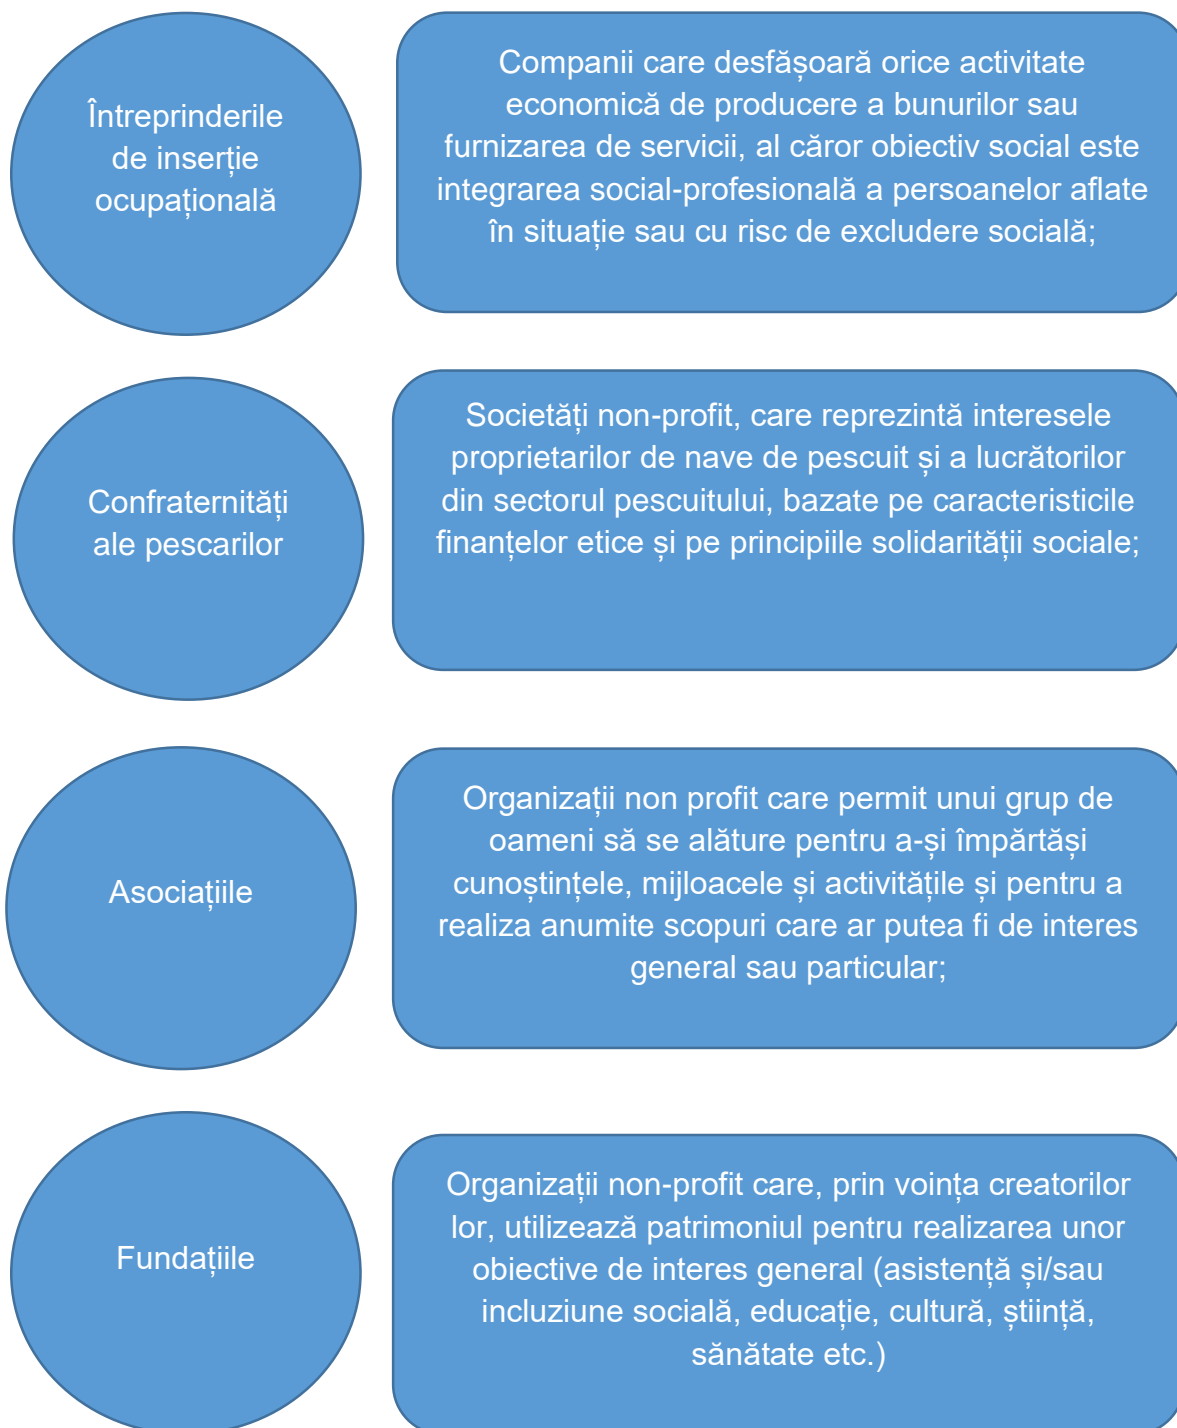 Întreprinderile
de inserție
ocupațională
Companii care desfășoară orice activitate
economică de producere a bunurilor sau
furnizarea de servicii, al căror obiectiv social este
integrarea social-profesională a persoanelor aflate
în situație sau cu risc de excludere socială;
Confraternități
ale pescarilor
Societăți non-profit, care reprezintă interesele
proprietarilor de nave de pescuit și a lucrătorilor
din sectorul pescuitului, bazate pe caracteristicile
finanțelor etice și pe principiile solidarității sociale;
Asociațiile
Organizații non profit care permit unui grup de
oameni să se alăture pentru a-și împărtăși
cunoștințele, mijloacele și activitățile și pentru a
realiza anumite scopuri care ar putea fi de interes
general sau particular;
Fundațiile
Organizații non-profit care, prin voința creatorilor
lor, utilizează patrimoniul pentru realizarea unor
obiective de interes general (asistență și/sau
incluziune socială, educație, cultură, știință,
sănătate etc.)